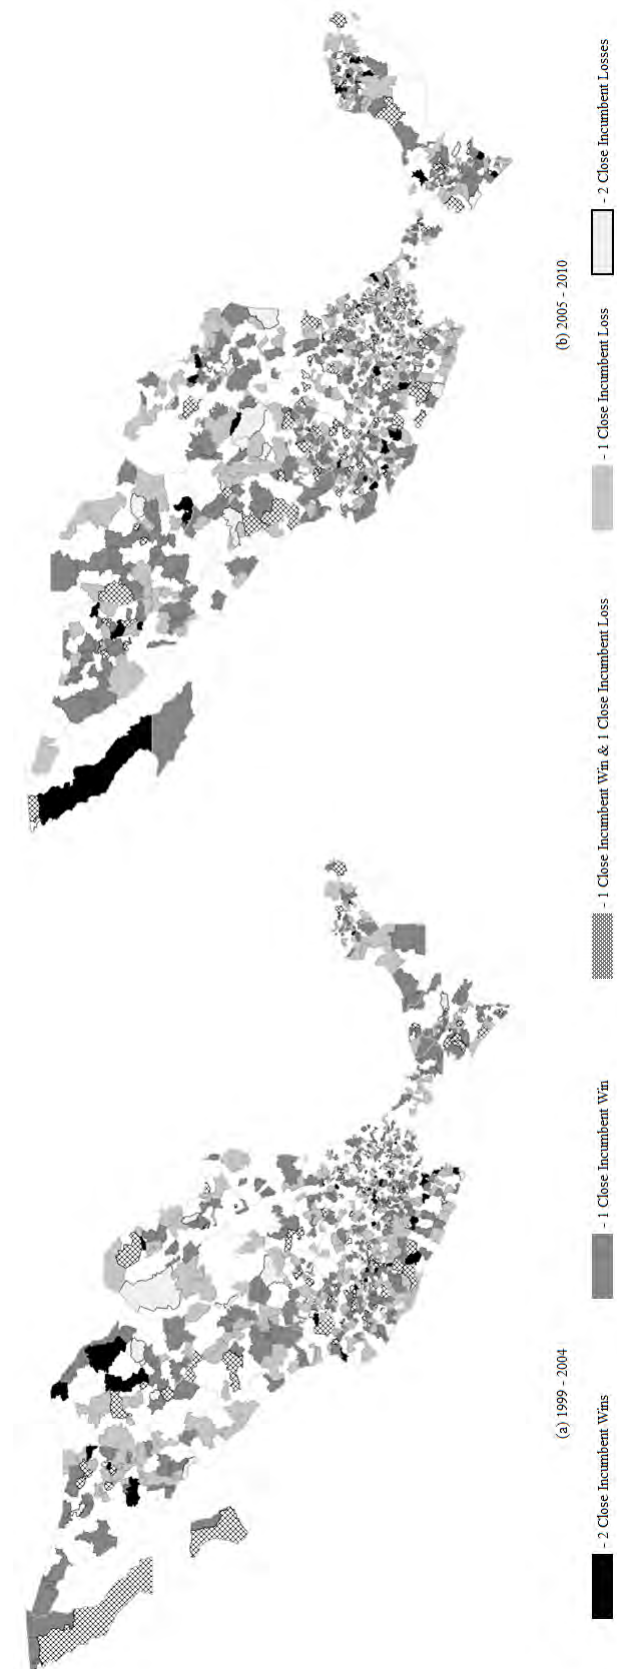 (a) 1999 - 2004
(b) 2005 - 2010
- 2 Close Incumbent Wins
- 1 Close Incumbent Win
- 1 Close Incumbent Win & 1 Close Incumbent Loss
- 1 Close Incumbent Loss
- 2 Close Incumbent Losses